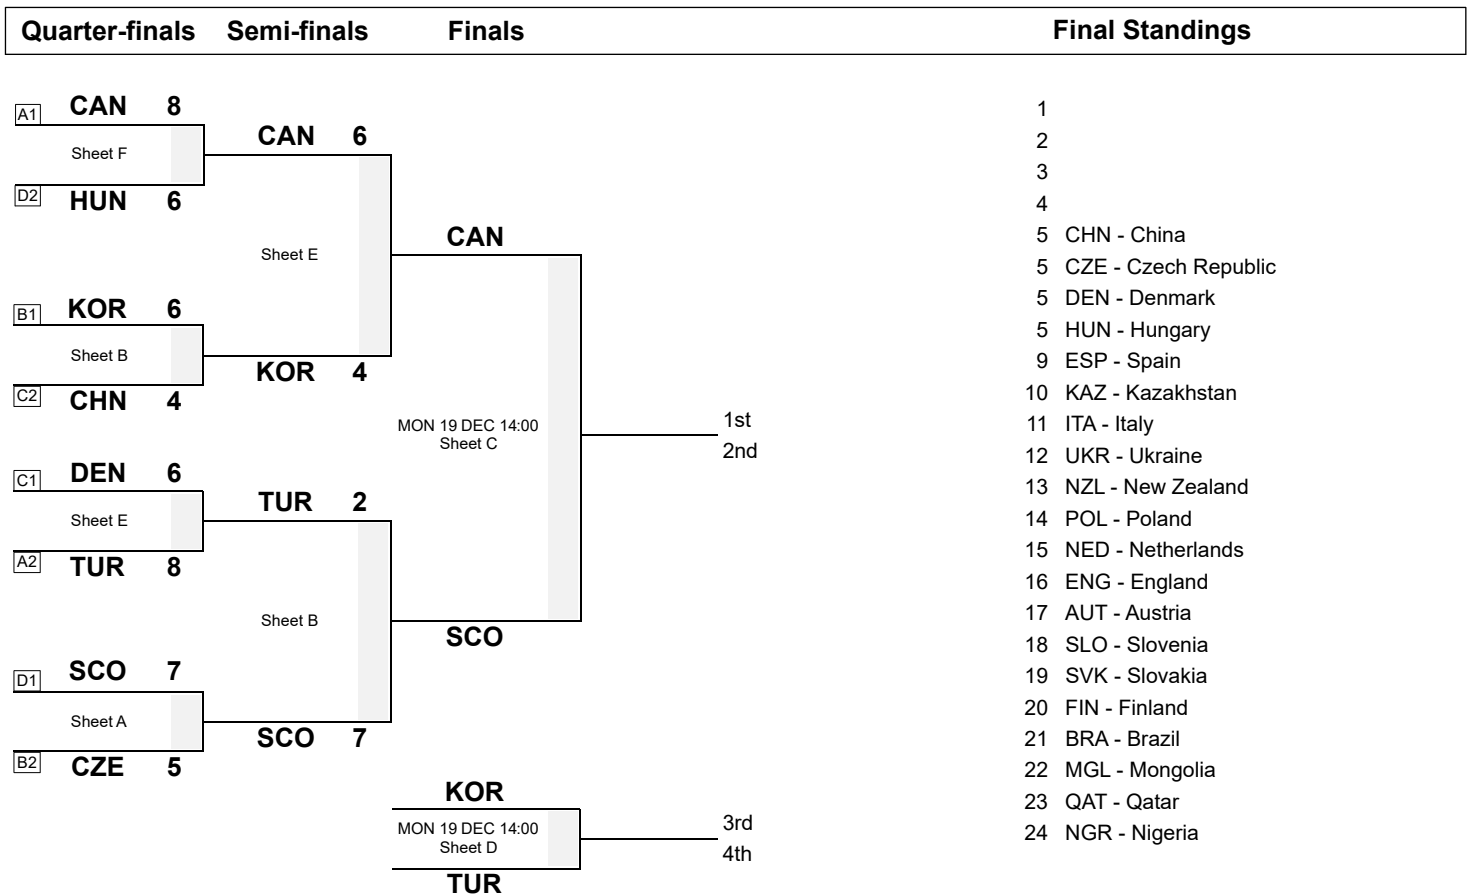 Quarter-finals Semi-finals Finals Final Standings
A1 CAN 8
Sheet F
D2 HUN 6
B1 KOR 6
Sheet B
C2 CHN 4
C1 DEN 6
Sheet E
A2 TUR 8
D1 SCO 7
Sheet A
B2 CZE 5
CAN 6
Sheet E
KOR 4
TUR 2
Sheet B
SCO 7
CAN
MON 19 DEC 14:00
Sheet C
SCO
1st
2nd
KOR
MON 19 DEC 14:00
Sheet D
TUR
3rd
4th
1
2
3
4
5 CHN - China
5 CZE - Czech Republic
5 DEN - Denmark
5 HUN - Hungary
9 ESP - Spain
10 KAZ - Kazakhstan
11 ITA - Italy
12 UKR - Ukraine
13 NZL - New Zealand
14 POL - Poland
15 NED - Netherlands
16 ENG - England
17 AUT - Austria
18 SLO - Slovenia
19 SVK - Slovakia
20 FIN - Finland
21 BRA - Brazil
22 MGL - Mongolia
23 QAT - Qatar
24 NGR - Nigeria